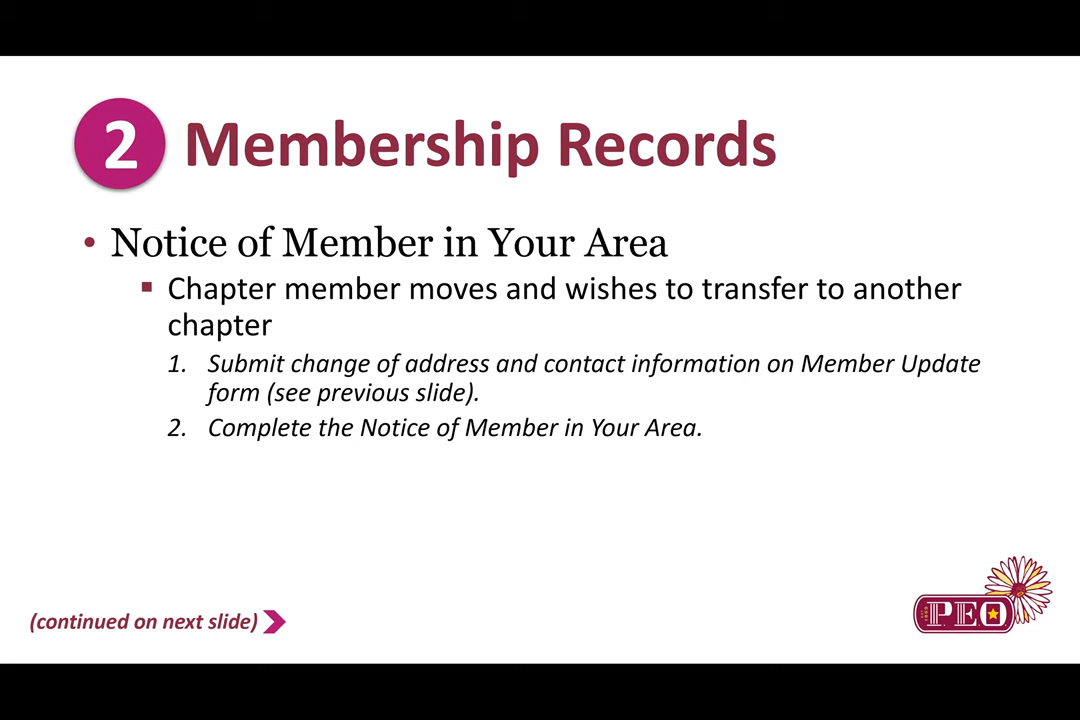 2 Membership Records
• Notice of Member in Your Area
▪ Chapter member moves and wishes to transfer to another
chapter
1. Submit change of address and contact information on Member Update
form (see previous slide).
2. Complete the Notice of Member in Your Area.
(continued on next slide)
PEO